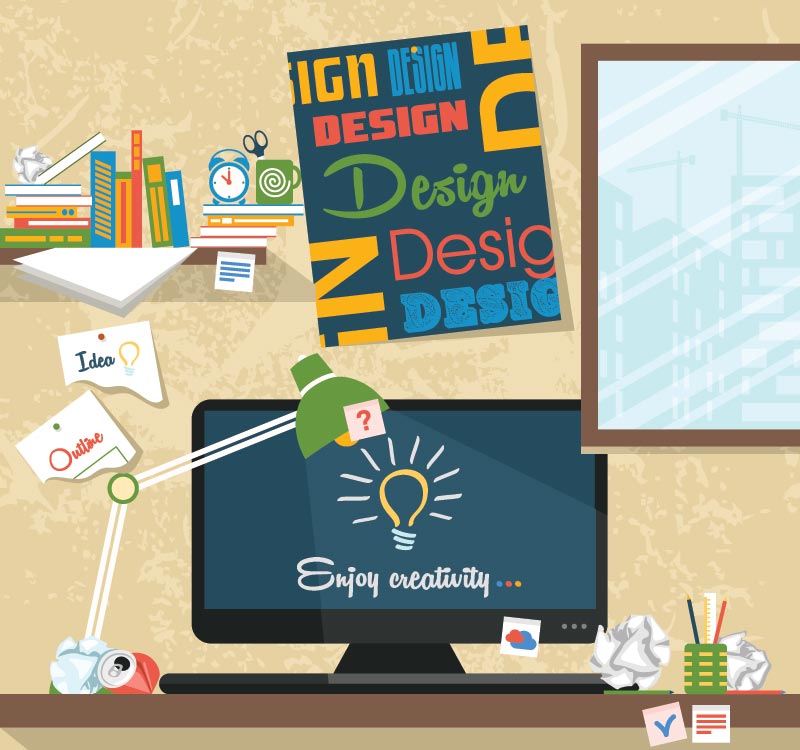 SIGN
DESIGN
DE
DESIGN
Design
IN
Desig
DESIG
Idea
Outline
?
Enjoy creativity...